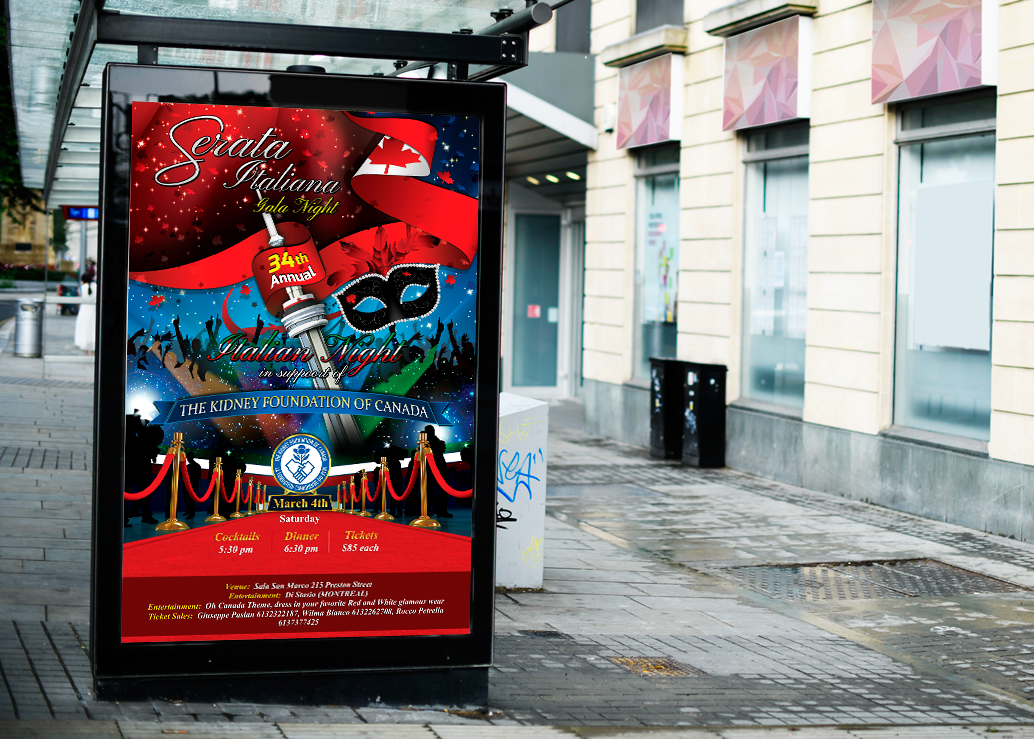 Serata
Italiana
Gala Night
34th
Annual
Italian Night
in support of
THE KIDNEY FOUNDATION OF CANADA
March 4th
Saturday
Cocktails Dinner Tickets
5:30 pm 6:30 pm $85 each
Venue: Sala San Marco 215 Preston Street
Entertainment: Di Stasio (MONTREAL)
Entertainment: Oh Canada Theme, dress in your favorite Red and White glamour wear
Ticket Sales: Giuseppe Pasian 6132322187, Wilma Bianco 6132262708, Rocco Petrella
6137377425